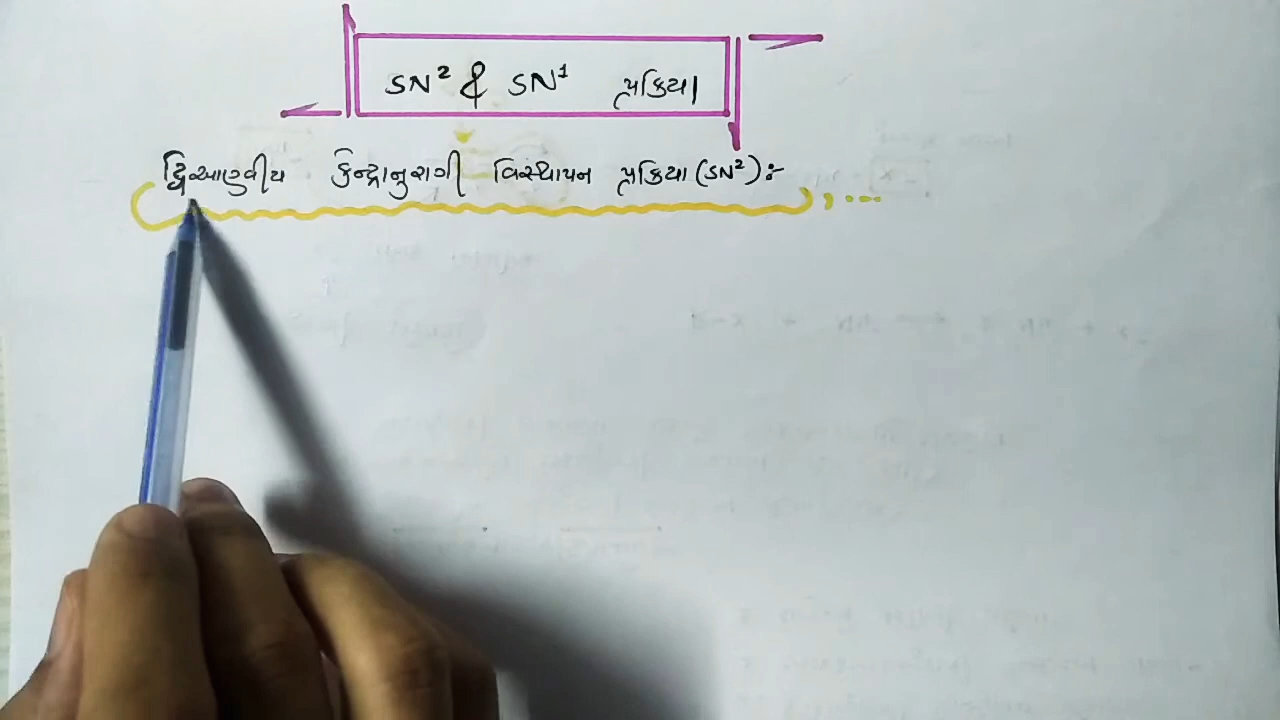 SN² & SN¹ પ્રક્રિયા
દ્વિઆણ્વીય કેન્દ્રાનુરાગી વિસ્થાપન પ્રક્રિયા (SN²) :-